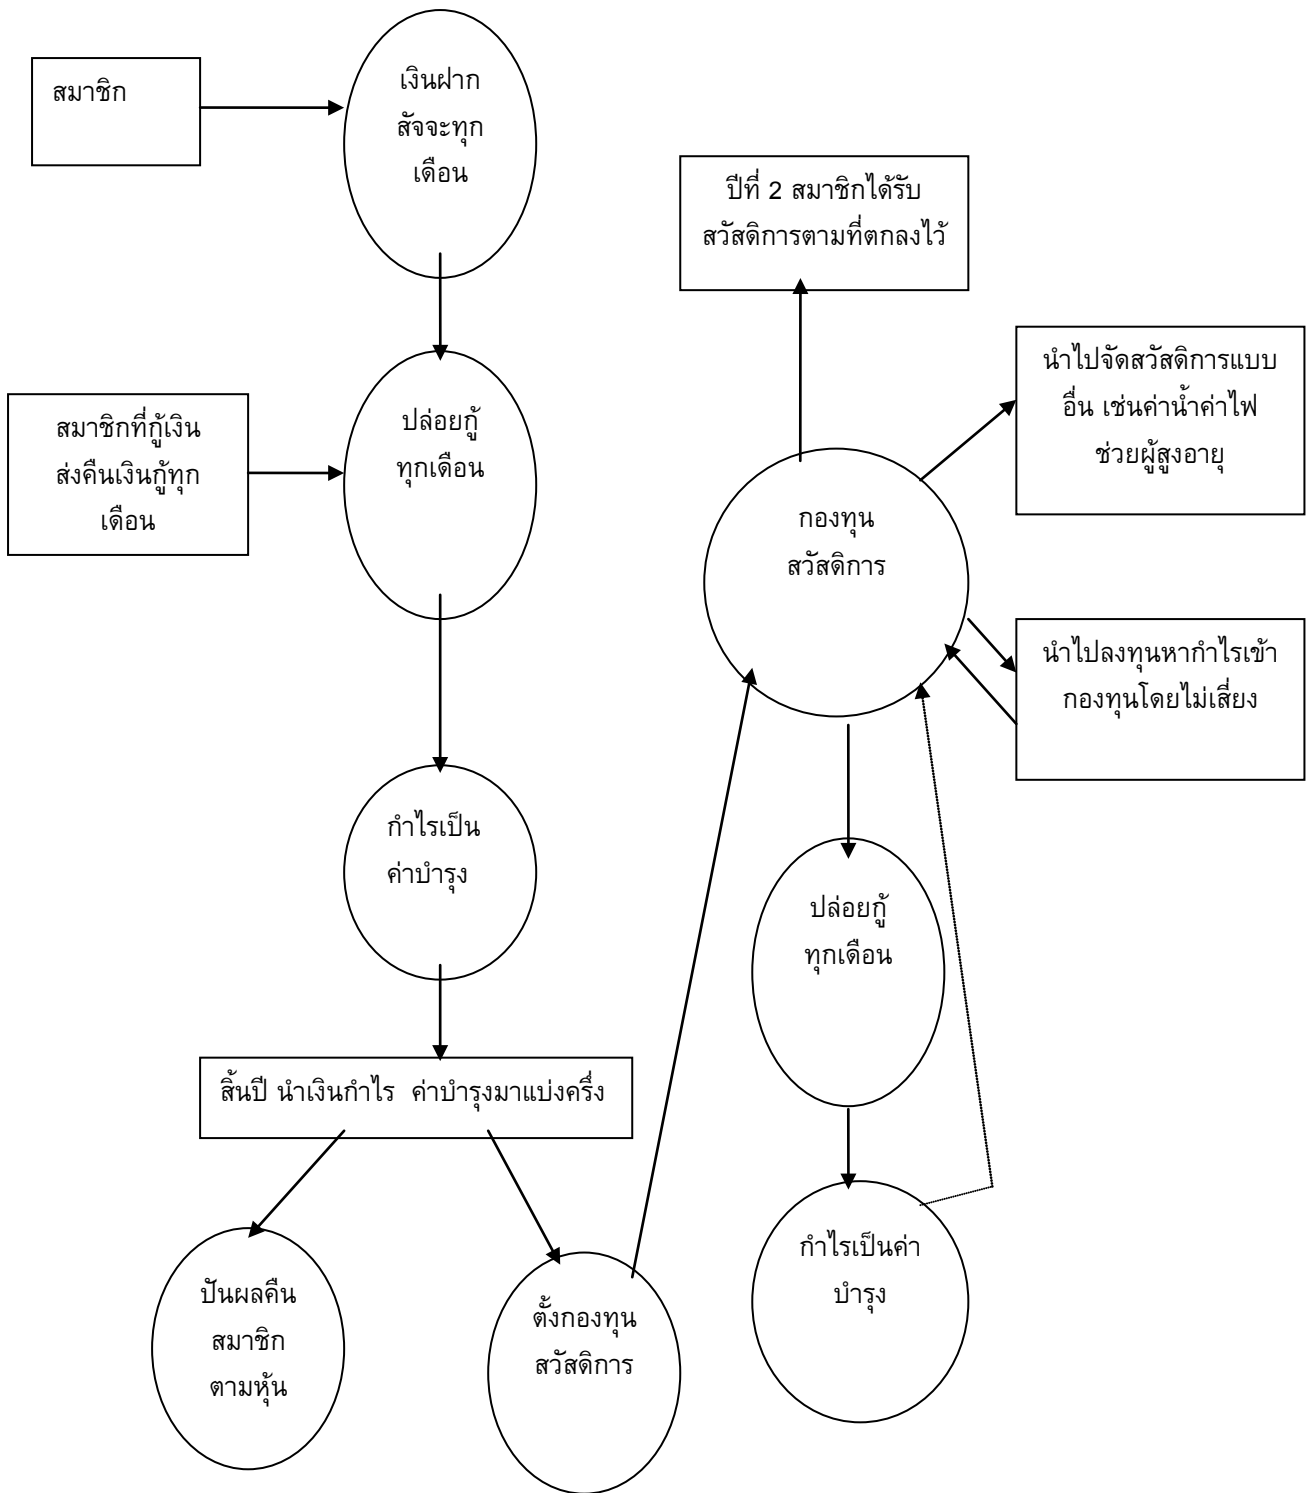 สมาชิก
เงินฝาก
สัจจะทุก
เดือน
สมาชิกที่กู้เงิน
ส่งคืนเงินกู้ทุก
เดือน
ปล่อยกู้
ทุกเดือน
กำไรเป็น
ค่าบำรุง
สิ้นปี นำเงินกำไร ค่าบำรุงมาแบ่งครึ่ง
ปันผลคืน
สมาชิก
ตามหุ้น
ตั้งกองทุน
สวัสดิการ
ปีที่ 2 สมาชิกได้รับ
สวัสดิการตามที่ตกลงไว้
นำไปจัดสวัสดิการแบบ
อื่น เช่นค่าน้ำค่าไฟ
ช่วยผู้สูงอายุ
กองทุน
สวัสดิการ
นำไปลงทุนหากำไรเข้า
กองทุนโดยไม่เสี่ยง
ปล่อยกู้
ทุกเดือน
กำไรเป็นค่า
บำรุง